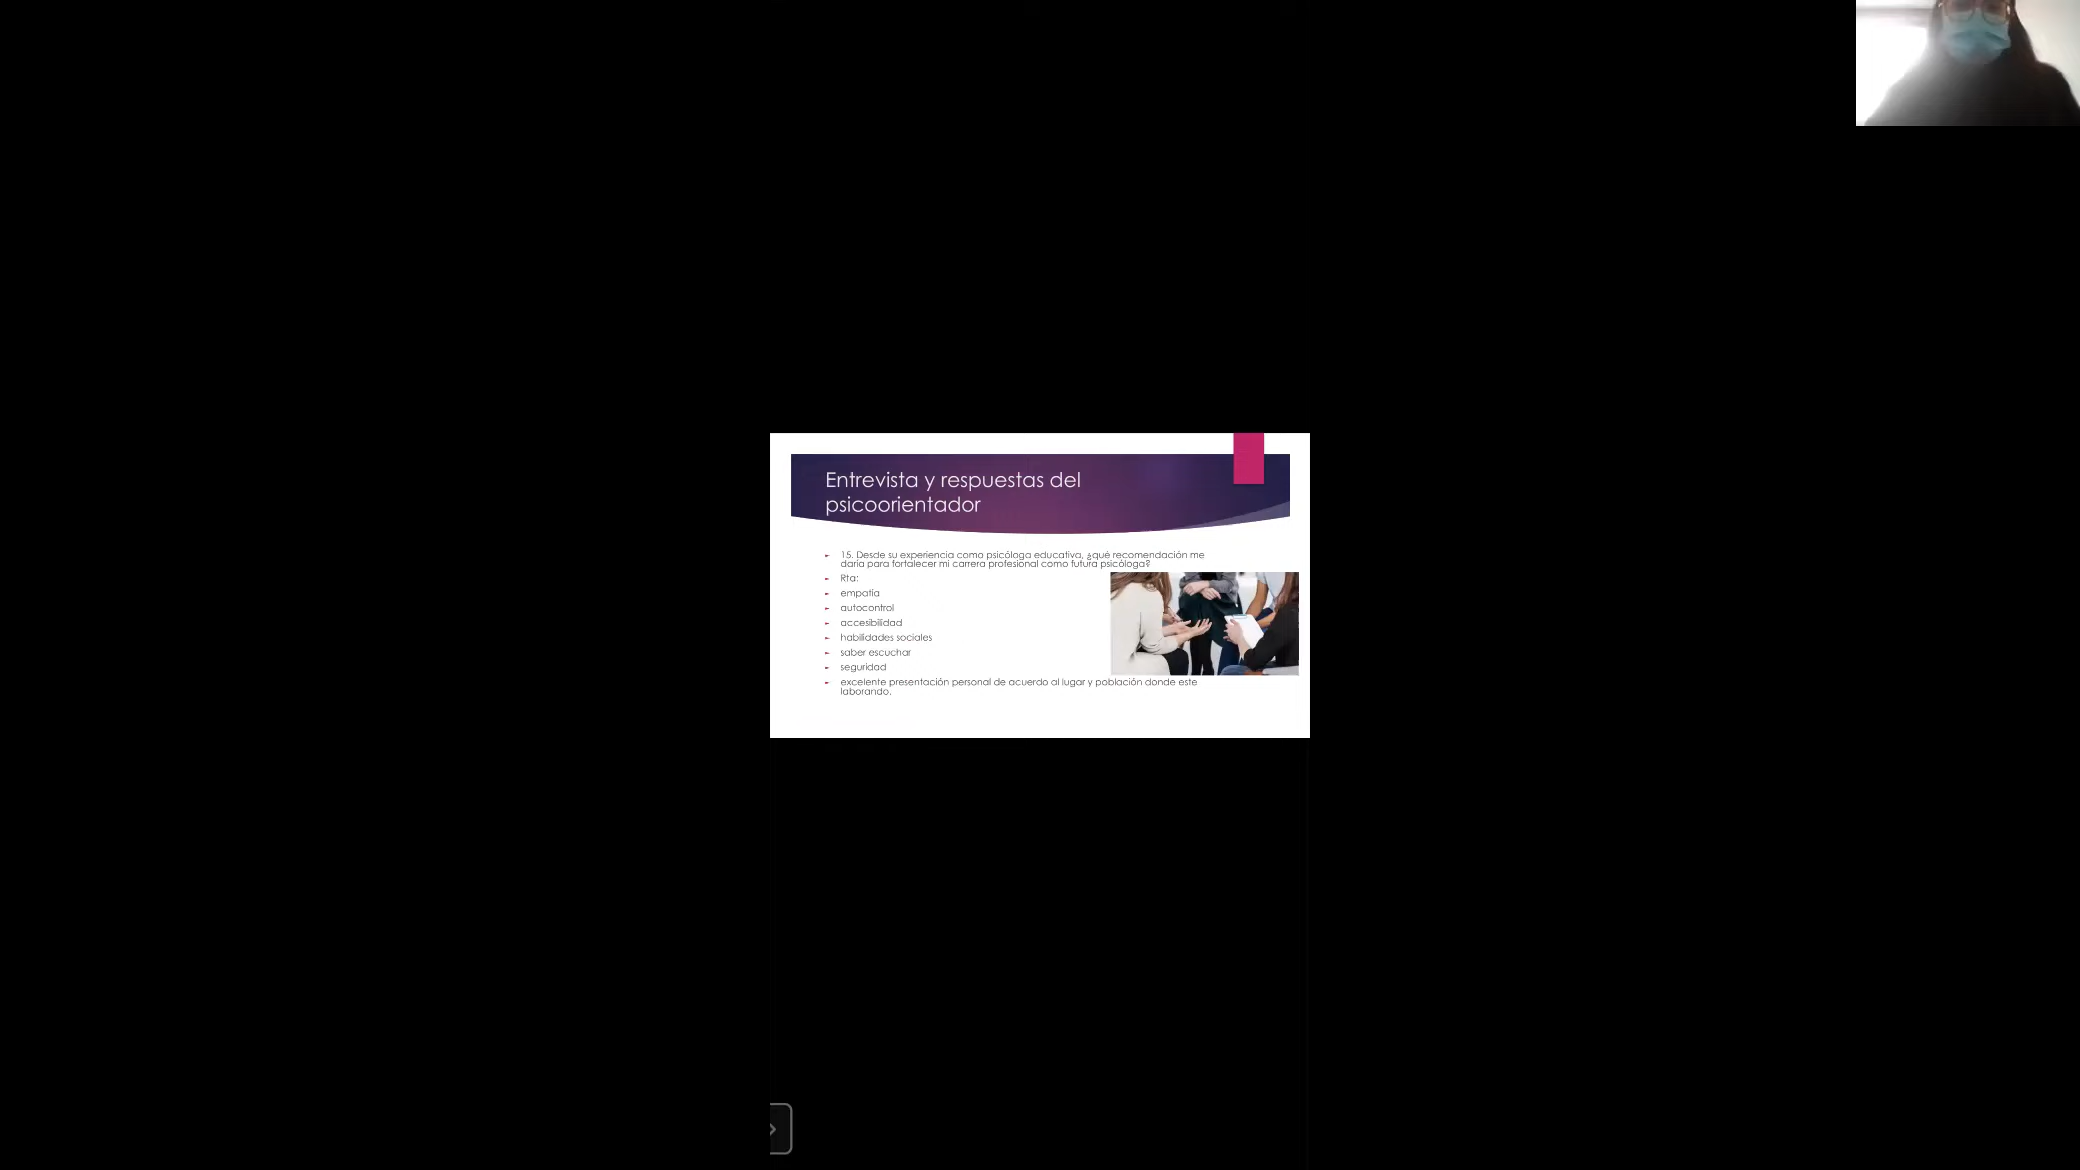 Entrevista y respuestas del
psicoorientador
15. Desde su experiencia como psicóloga educativa, ¿qué recomendación me
daría para fortalecer mi carrera profesional como futura psicóloga?
Rta:
empatía
autocontrol
accesibilidad
habilidades sociales
saber escuchar
seguridad
excelente presentación personal de acuerdo al lugar y población donde este
laborando.